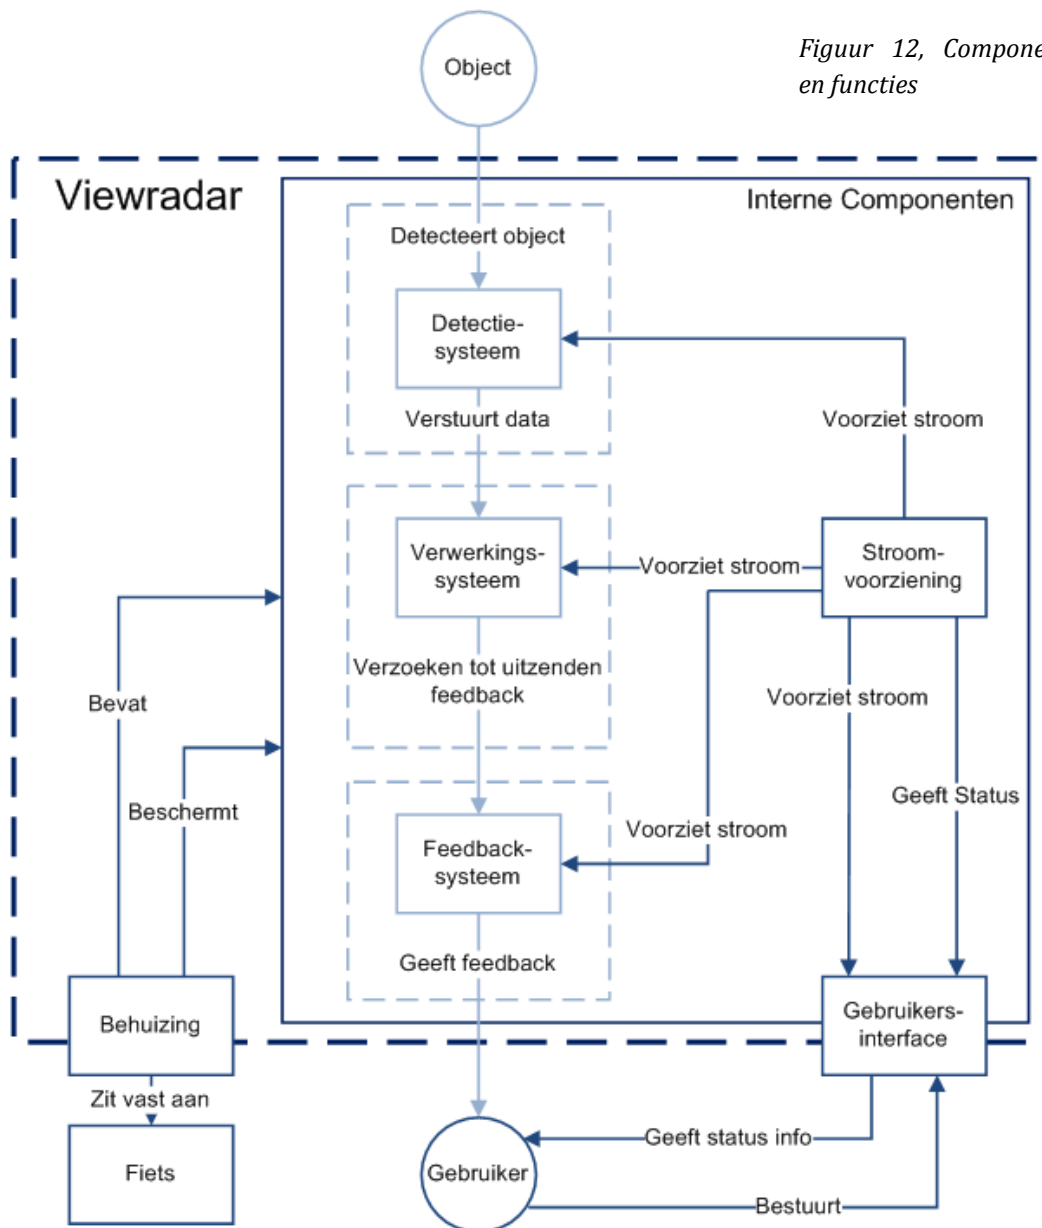 Object
Figuur 12, Compone
en functies
Viewradar
Interne Componenten
Detecteert object
Detectie-
systeem
Verstuurt data
Voorziet stroom
Verwerkings-
systeem
Voorziet stroom
Stroom-
voorziening
Verzoeken tot uitzenden
feedback
Bevat
Voorziet stroom
Geeft Status
Beschermt
Voorziet stroom
Feedback-
systeem
Geeft feedback
Behuizing
Gebruikers-
interface
Zit vast aan
Geeft status info
Fiets
Gebruiker
Bestuurt